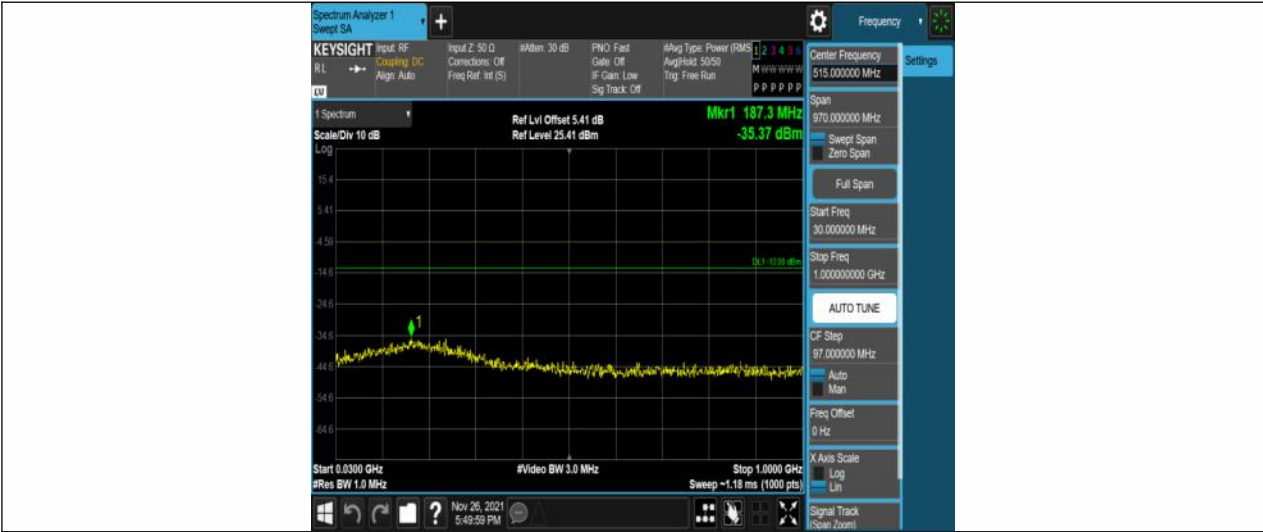 Spectrum Analyzer 1
Swept SA
+
Frequency
KEYSIGHT
Input: RF
Coupling: DC
Align: Auto
Input Z: 50 Ω
Corrections: Off
Freq Ref: Int (S)
#Atten: 30 dB
PNO: Fast
Gate: Off
IF Gain: Low
Sig Track: Off
#Avg Type: Power (RMS
Avg|Hold: 50/50
Trig: Free Run
1 2 3 4 5 6
M W W W W W
P P P P P P
RL
LV
1 Spectrum
Scale/Div 10 dB
Log
Ref Lvl Offset 5.41 dB
Ref Level 25.41 dBm
Mkr1 187.3 MHz
-35.37 dBm
15.4
5.41
-4.59
DL1 -13.00 dBm
-14.6
-24.6
1
-34.6
-44.6
-54.6
-64.6
Start 0.0300 GHz
#Res BW 1.0 MHz
#Video BW 3.0 MHz
Stop 1.0000 GHz
Sweep ~1.18 ms (1000 pts)
Center Frequency
515.000000 MHz
Settings
Span
970.000000 MHz
Swept Span
Zero Span
Full Span
Start Freq
30.000000 MHz
Stop Freq
1.000000000 GHz
AUTO TUNE
CF Step
97.000000 MHz
Auto
Man
Freq Offset
0 Hz
X Axis Scale
Log
Lin
Signal Track
(Span Zoom)
?
Nov 26, 2021
5:49:59 PM